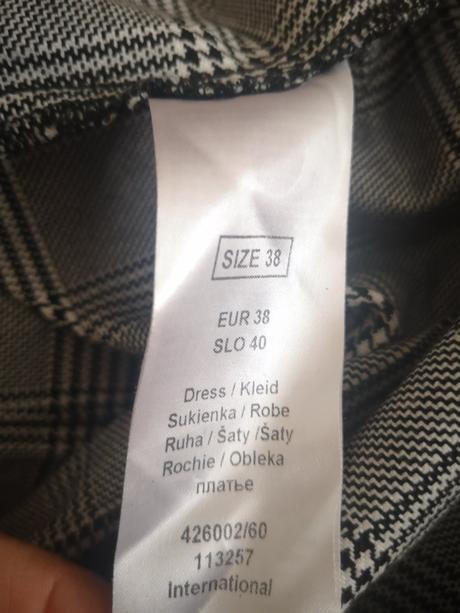 SIZE 38
EUR 38
SLO 40
Dress / Kleid
Sukienka / Robe
Ruha / Šaty /Šaty
Rochie / Obleka
платье
426002/60
113257
International